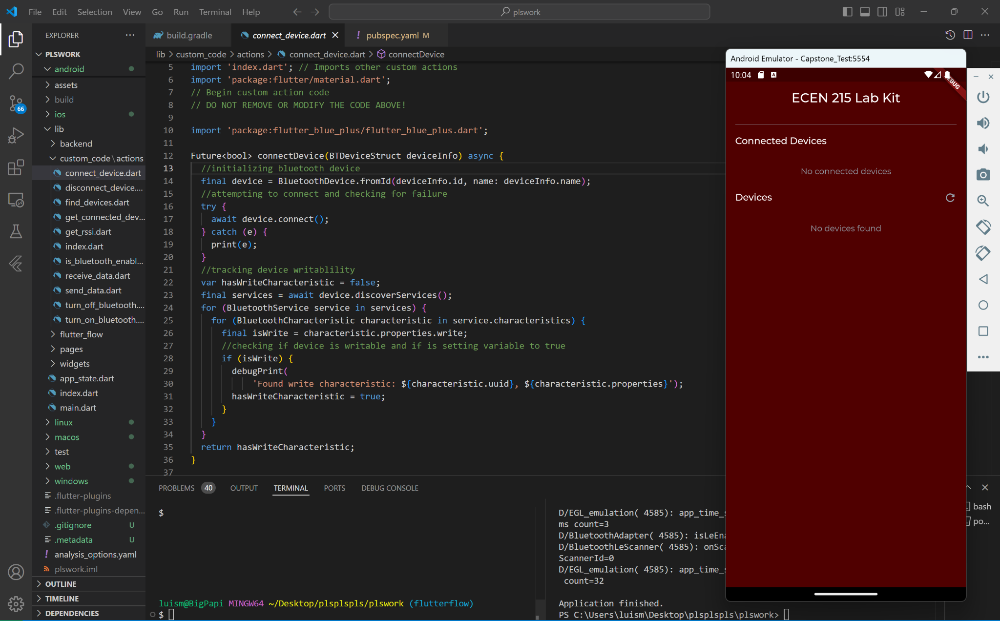 File Edit Selection View Go Run Terminal Help
plswork
EXPLORER
PLSWORK
android
assets
build
ios
lib
backend
custom_code\actions
connect_device.dart
disconnect_device....
find_devices.dart
get_connected_dev...
get_rssi.dart
index.dart
is_bluetooth_enabl...
receive_data.dart
send_data.dart
turn_off_bluetooth....
turn_on_bluetooth....
flutter_flow
pages
widgets
app_state.dart
index.dart
main.dart
linux
macos
test
web
windows
.flutter-plugins
.flutter-plugins-depen...
.gitignore U
.metadata U
analysis_options.yaml
plswork.iml
OUTLINE
TIMELINE
DEPENDENCIES
66
build.gradle
connect_device.dart
! pubspec.yaml M
lib > custom_code > actions > connect_device.dart > connectDevice
5 import 'index.dart'; // Imports other custom actions
6 import 'package:flutter/material.dart';
7 // Begin custom action code
8 // DO NOT REMOVE OR MODIFY THE CODE ABOVE!
9
10 import 'package:flutter_blue_plus/flutter_blue_plus.dart';
11
12 Future<bool> connectDevice(BTDeviceStruct deviceInfo) async {
13 //initializing bluetooth device
14 final device = BluetoothDevice.fromId(deviceInfo.id, name: deviceInfo.name);
15 //attempting to connect and checking for failure
16 try {
17 await device.connect();
18 } catch (e) {
19 print(e);
20 }
21 //tracking device writablility
22 var hasWriteCharacteristic = false;
23 final services = await device.discoverServices();
24 for (BluetoothService service in services) {
25 for (BluetoothCharacteristic characteristic in service.characteristics) {
26 final isWrite = characteristic.properties.write;
27 //checking if device is writable and if is setting variable to true
28 if (isWrite) {
29 debugPrint(
30 'Found write characteristic: ${characteristic.uuid}, ${characteristic.properties}');
31 hasWriteCharacteristic = true;
32 }
33 }
34 }
35 return hasWriteCharacteristic;
36 }
37
PROBLEMS 40 OUTPUT TERMINAL PORTS DEBUG CONSOLE
$
luism@BigPapi MINGW64 ~/Desktop/plsplspls/plswork (flutterflow)
$
D/EGL_emulation( 4585): app_time_s
ms count=3
D/BluetoothAdapter( 4585): isLeEna
D/BluetoothLeScanner( 4585): onSca
ScannerId=0
D/EGL_emulation( 4585): app_time_s
count=32
Application finished.
PS C:\Users\luism\Desktop\plsplspls\plswork>
bash
po...
Android Emulator - Capstone_Test:5554
10:04
ECEN 215 Lab Kit
Connected Devices
No connected devices
Devices
No devices found